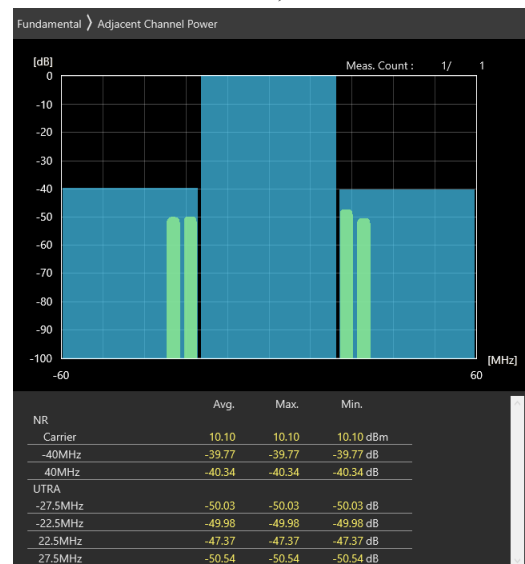 Fundamental 〉Adjacent Channel Power
[dB]
Meas. Count : 1/ 1
0
-10
-20
-30
-40
-50
-60
-70
-80
-90
-100
[MHz]
-60 60
Avg. Max. Min.
NR
Carrier 10.10 10.10 10.10 dBm
-40MHz -39.77 -39.77 -39.77 dB
40MHz -40.34 -40.34 -40.34 dB
UTRA
-27.5MHz -50.03 -50.03 -50.03 dB
-22.5MHz -49.98 -49.98 -49.98 dB
22.5MHz -47.37 -47.37 -47.37 dB
27.5MHz -50.54 -50.54 -50.54 dB